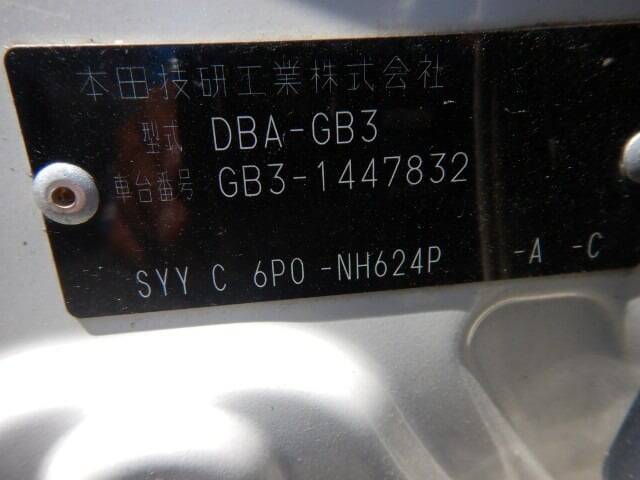 本田技研工業株式会社
型式 DBA-GB3
車台番号 GB3-1447832
SYY C 6P0 -NH624P -A -C